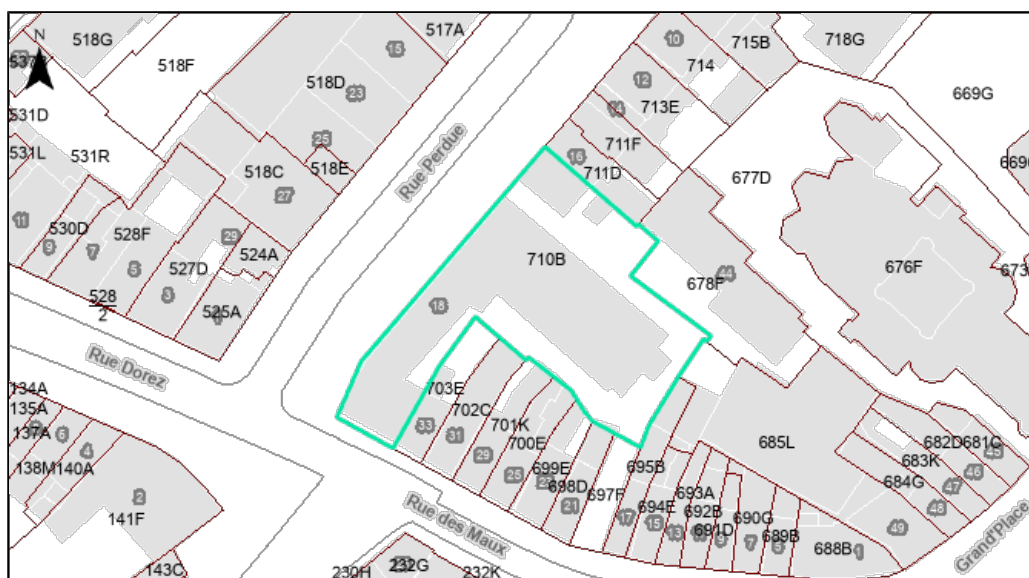 518G
517A
15
715B
718G
10
N
714
518F
518D
12
669G
23
713E
531D
14
25
711F
531L
531R
Rue Perdue
16
518E
518C
711D
677D
27
11
530D
29
528F
9
7
524A
710B
676F
5
527D
44
678F
3
528
2
18
525A
Rue Dorez
134A
703E
135A
702C
137A
6
33
701K
31
4
700E
685L
682D
681C
29
45
683K
138M
140A
699E
695B
46
25
684G
698D
47
2
693A
697F
694E
21
692B
48
17
141F
15
691D
690G
49
13
Rue des Maux
689B
7
688B
1
Grand'Place
143C
230H
232G
232K